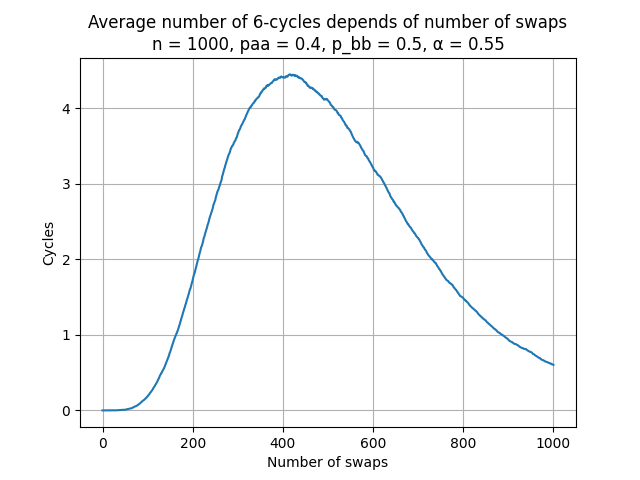 Average number of 6-cycles depends of number of swaps
n = 1000, paa = 0.4, p_bb = 0.5, α = 0.55
Cycles
4
3
2
1
0
0 200 400 600 800 1000
Number of swaps